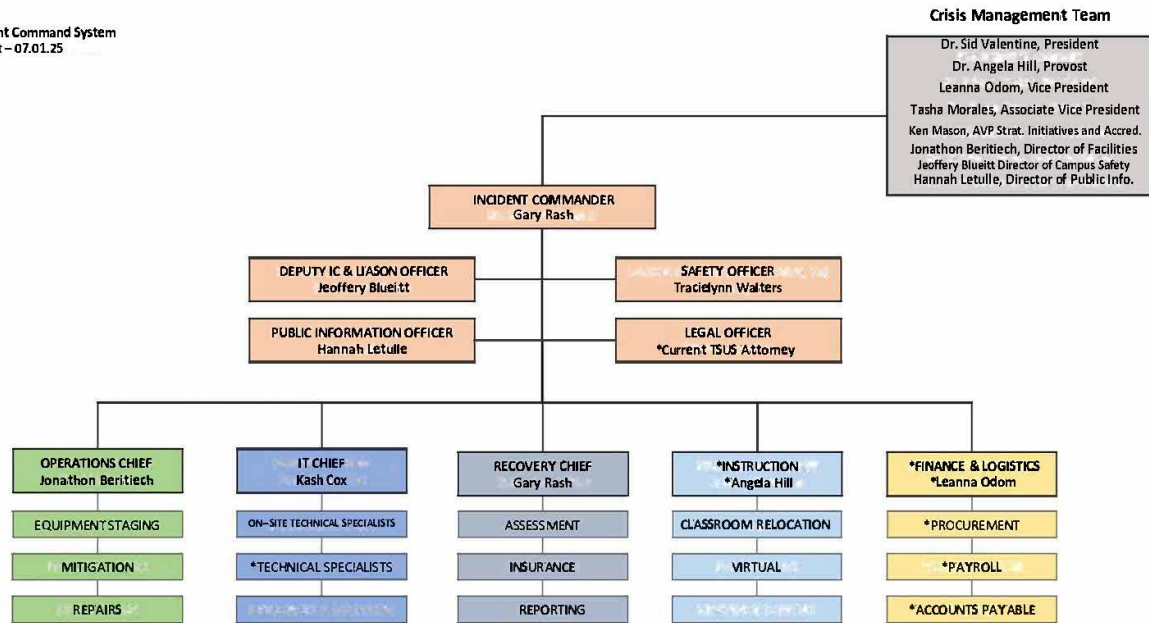 nt Command System
t – 07.01.25
Crisis Management Team
Dr. Sid Valentine, President
Dr. Angela Hill, Provost
Leanna Odom, Vice President
Tasha Morales, Associate Vice President
Ken Mason, AVP Strat. Initiatives and Accred.
Jonathon Beritiech, Director of Facilities
Jeoffery Blueitt Director of Campus Safety
Hannah Letulle, Director of Public Info.
INCIDENT COMMANDER
Gary Rash
DEPUTY IC & LIASON OFFICER
Jeoffery Blueitt
SAFETY OFFICER
Tracielynn Walters
PUBLIC INFORMATION OFFICER
Hannah Letulle
LEGAL OFFICER
*Current TSUS Attorney
OPERATIONS CHIEF
Jonathon Beritiech
EQUIPMENT STAGING
MITIGATION
REPAIRS
IT CHIEF
Kash Cox
ON–SITE TECHNICAL SPECIALISTS
*TECHNICAL SPECIALISTS
RECOVERY CHIEF
Gary Rash
ASSESSMENT
INSURANCE
REPORTING
*INSTRUCTION
*Angela Hill
CLASSROOM RELOCATION
VIRTUAL
*FINANCE & LOGISTICS
*Leanna Odom
*PROCUREMENT
*PAYROLL
*ACCOUNTS PAYABLE